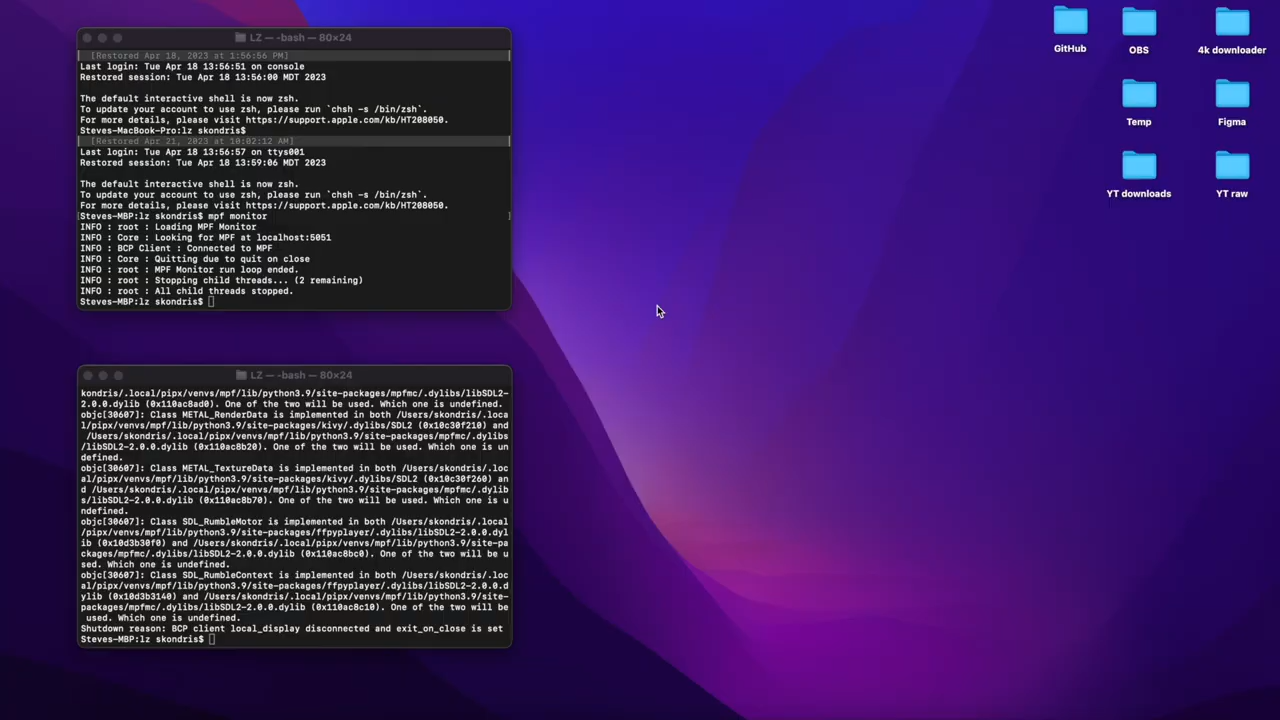 LZ — -bash — 80×24
[Restored Apr 18, 2023 at 1:56:56 PM]
Last login: Tue Apr 18 13:56:51 on console
Restored session: Tue Apr 18 13:56:00 MDT 2023
The default interactive shell is now zsh.
To update your account to use zsh, please run `chsh -s /bin/zsh`.
For more details, please visit https://support.apple.com/kb/HT208050.
Steves-MacBook-Pro:lz skondris$
[Restored Apr 21, 2023 at 10:02:12 AM]
Last login: Tue Apr 18 13:56:57 on ttys001
Restored session: Tue Apr 18 13:59:06 MDT 2023
The default interactive shell is now zsh.
To update your account to use zsh, please run `chsh -s /bin/zsh`.
For more details, please visit https://support.apple.com/kb/HT208050.
Steves-MBP:lz skondris$ mpf monitor
INFO : root : Loading MPF Monitor
INFO : Core : Looking for MPF at localhost:5051
INFO : BCP Client : Connected to MPF
INFO : Core : Quitting due to quit on close
INFO : root : MPF Monitor run loop ended.
INFO : root : Stopping child threads... (2 remaining)
INFO : root : All child threads stopped.
Steves-MBP:lz skondris$
LZ — -bash — 80×24
kondris/.local/pipx/venvs/mpf/lib/python3.9/site-packages/mpfmc/.dylibs/libSDL2-
2.0.0.dylib (0x110ac8ad0). One of the two will be used. Which one is undefined.
objc[30607]: Class METAL_RenderData is implemented in both /Users/skondris/.loca
l/pipx/venvs/mpf/lib/python3.9/site-packages/kivy/.dylibs/SDL2 (0x10c30f210) and
/Users/skondris/.local/pipx/venvs/mpf/lib/python3.9/site-packages/mpfmc/.dylibs
/libSDL2-2.0.0.dylib (0x110ac8b20). One of the two will be used. Which one is un
defined.
objc[30607]: Class METAL_TextureData is implemented in both /Users/skondris/.loc
al/pipx/venvs/mpf/lib/python3.9/site-packages/kivy/.dylibs/SDL2 (0x10c30f260) an
d /Users/skondris/.local/pipx/venvs/mpf/lib/python3.9/site-packages/mpfmc/.dylib
s/libSDL2-2.0.0.dylib (0x110ac8b70). One of the two will be used. Which one is u
ndefined.
objc[30607]: Class SDL_RumbleMotor is implemented in both /Users/skondris/.local
/pipx/venvs/mpf/lib/python3.9/site-packages/ffpyplayer/.dylibs/libSDL2-2.0.0.dyl
ib (0x10d3b30f0) and /Users/skondris/.local/pipx/venvs/mpf/lib/python3.9/site-pa
ckages/mpfmc/.dylibs/libSDL2-2.0.0.dylib (0x110ac8bc0). One of the two will be u
sed. Which one is undefined.
objc[30607]: Class SDL_RumbleContext is implemented in both /Users/skondris/.loc
al/pipx/venvs/mpf/lib/python3.9/site-packages/ffpyplayer/.dylibs/libSDL2-2.0.0.d
ylib (0x10d3b3140) and /Users/skondris/.local/pipx/venvs/mpf/lib/python3.9/site-
packages/mpfmc/.dylibs/libSDL2-2.0.0.dylib (0x110ac8c10). One of the two will be
used. Which one is undefined.
Shutdown reason: BCP client local_display disconnected and exit_on_close is set
Steves-MBP:lz skondris$
GitHub
OBS
4k downloader
Temp
Figma
YT downloads
YT raw